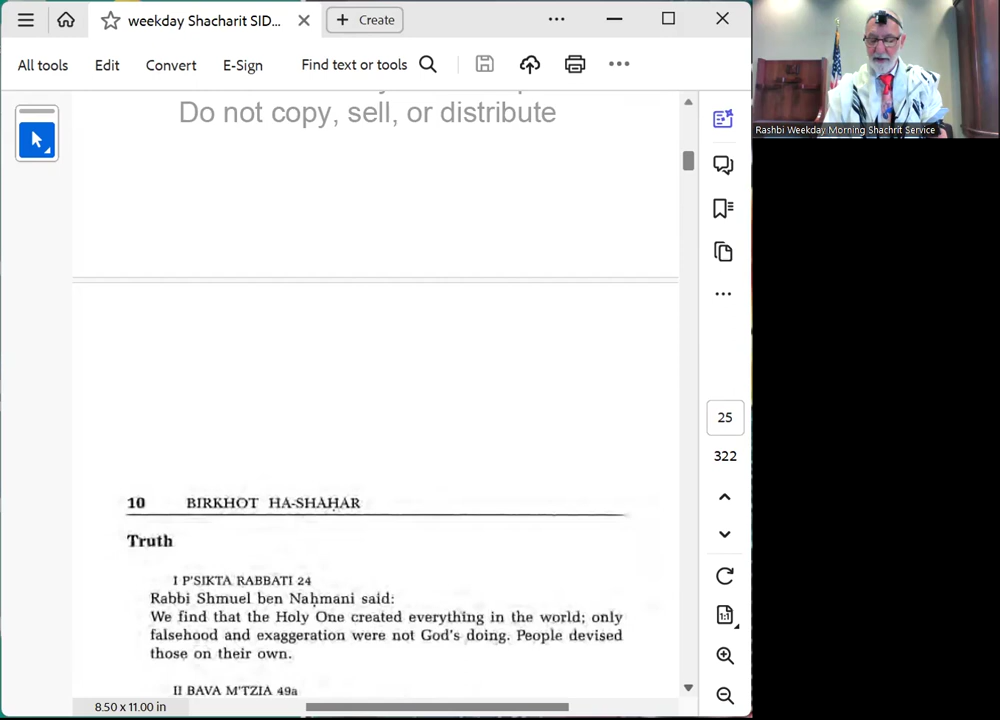 weekday Shacharit SID...
Create
All tools
Edit
Convert
E-Sign
Find text or tools
Do not copy, sell, or distribute
25
322
10 BIRKHOT HA-SHAḤAR
Truth
I P'SIKTA RABBATI 24
Rabbi Shmuel ben Naḥmani said:
We find that the Holy One created everything in the world; only
falsehood and exaggeration were not God's doing. People devised
those on their own.
II BAVA M'TZIA 49a
8.50 x 11.00 in
Rashbi Weekday Morning Shachrit Service